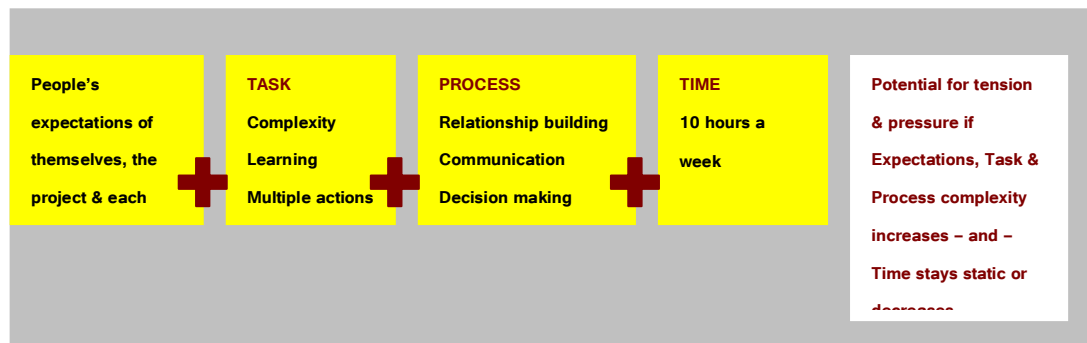 People's
expectations of
themselves, the
project & each
TASK
Complexity
Learning
Multiple actions
PROCESS
Relationship building
Communication
Decision making
TIME
10 hours a
week
Potential for tension
& pressure if
Expectations, Task &
Process complexity
increases – and –
Time stays static or
decreases